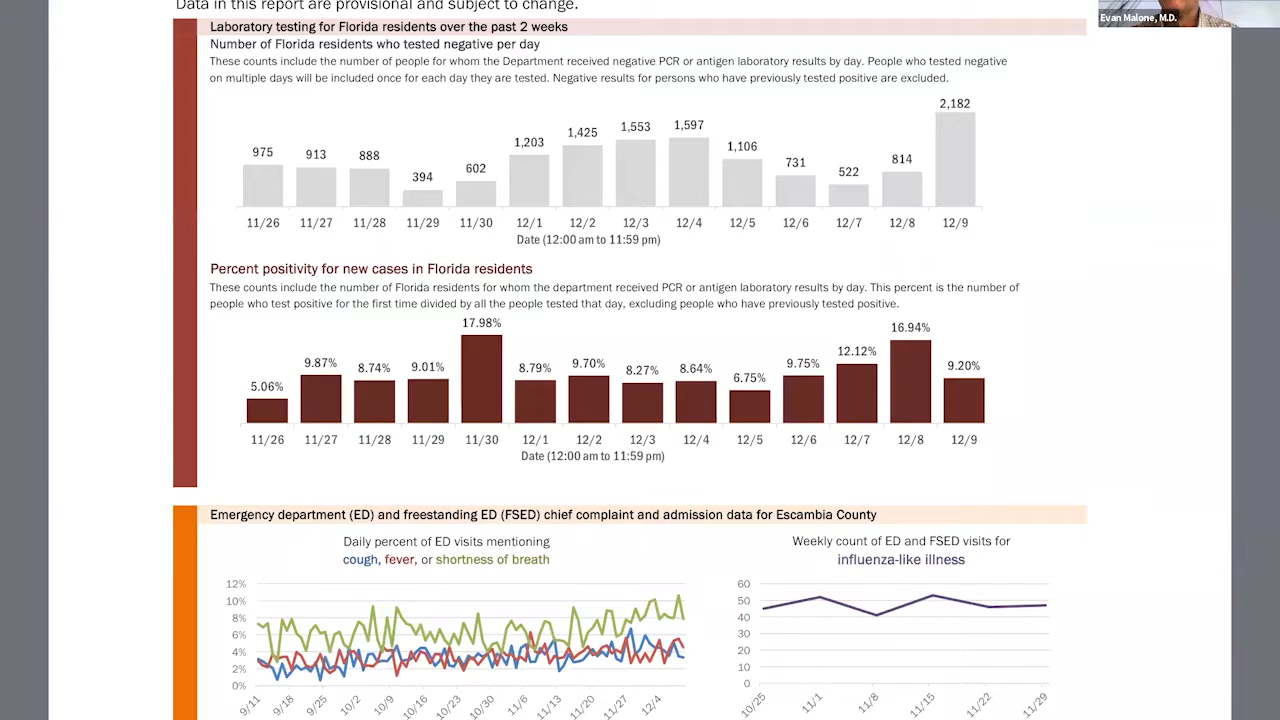 Data in this report are provisional and subject to change.
Evan Malone, M.D.
Laboratory testing for Florida residents over the past 2 weeks
Number of Florida residents who tested negative per day
These counts include the number of people for whom the Department received negative PCR or antigen laboratory results by day. People who tested negative
on multiple days will be included once for each day they are tested. Negative results for persons who have previously tested positive are excluded.
975 913 888 394 602 1,203 1,425 1,553 1,597 1,106 731 522 814 2,182
11/26 11/27 11/28 11/29 11/30 12/1 12/2 12/3 12/4 12/5 12/6 12/7 12/8 12/9
Date (12:00 am to 11:59 pm)
Percent positivity for new cases in Florida residents
These counts include the number of Florida residents for whom the department received PCR or antigen laboratory results by day. This percent is the number of
people who test positive for the first time divided by all the people tested that day, excluding people who have previously tested positive.
5.06% 9.87% 8.74% 9.01% 17.98% 8.79% 9.70% 8.27% 8.64% 6.75% 9.75% 12.12% 16.94% 9.20%
11/26 11/27 11/28 11/29 11/30 12/1 12/2 12/3 12/4 12/5 12/6 12/7 12/8 12/9
Date (12:00 am to 11:59 pm)
Emergency department (ED) and freestanding ED (FSED) chief complaint and admission data for Escambia County
Daily percent of ED visits mentioning
cough, fever, or shortness of breath
12%
10%
8%
6%
4%
2%
0%
9/11 9/18 9/25 10/2 10/9 10/16 10/23 10/30 11/6 11/13 11/20 11/27 12/4
Weekly count of ED and FSED visits for
influenza-like illness
60
50
40
30
20
10
0
10/25 11/1 11/8 11/15 11/22 11/29